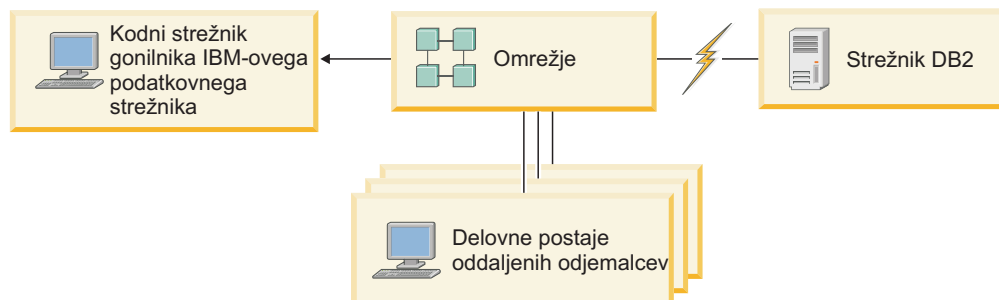 Kodni strežnik
gonilnika IBM-ovega
podatkovnega
strežnika
Omrežje
Strežnik DB2
Delovne postaje
oddaljenih odjemalcev